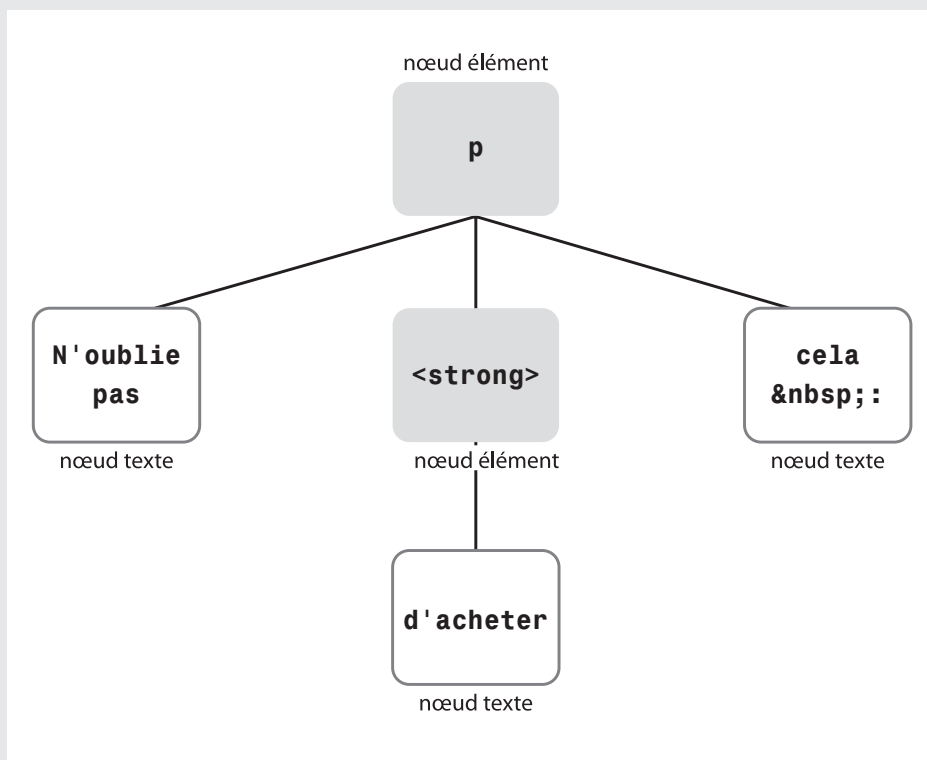 nœud élément
p
N'oublie
pas
<strong>
cela
&nbsp;:
nœud texte
nœud élément
nœud texte
d'acheter
nœud texte